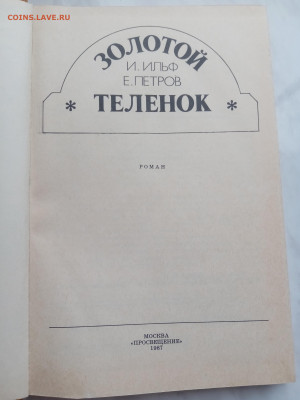 COINS.LAVE.RU
ЗОЛОТОЙ
И. ИЛЬФ
Е. ПЕТРОВ
* ТЕЛЕНОК *
РОМАН
МОСКВА
«ПРОСВЕЩЕНИЕ»
1987